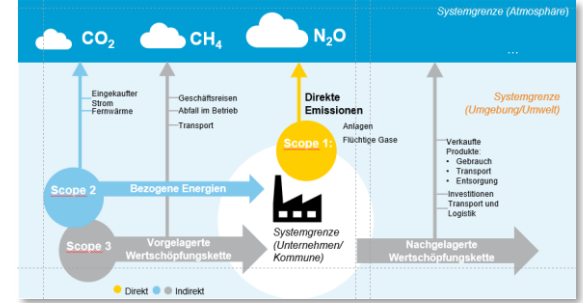 Systemgrenze (Atmosphäre)
CO2
CH4
N2O
...
Eingekaufter
Strom
Fernwärme
Geschäftsreisen
Abfall im Betrieb
Transport
Direkte
Emissionen
Anlagen
Flüchtige Gase
Systemgrenze
(Umgebung/Umwelt)
Scope 1:
Verkaufte
Produkte:
• Gebrauch
• Transport
• Entsorgung
Investitionen
Transport und
Logistik
Scope 2
Bezogene Energien
Scope 3
Vorgelagerte
Wertschöpfungskette
Systemgrenze
(Unternehmen/
Kommune)
Nachgelagerte
Wertschöpfungskette
Direkt
Indirekt